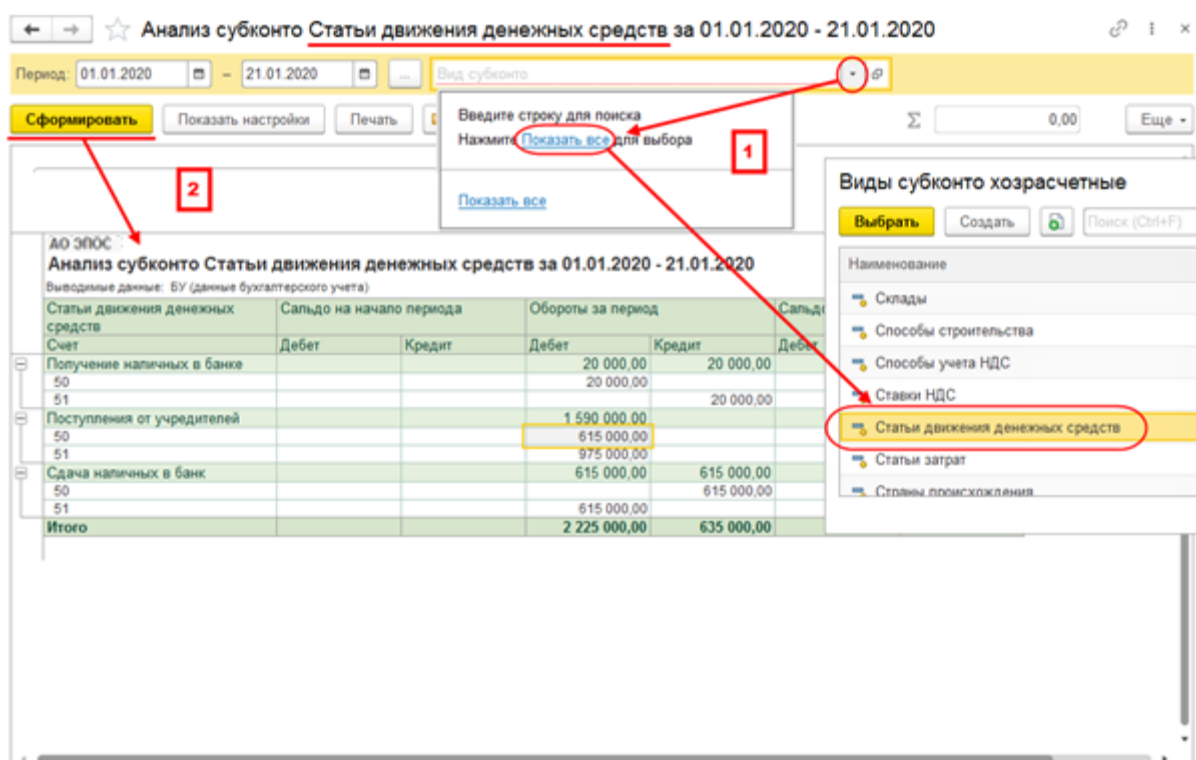 Анализ субконто Статьи движения денежных средств за 01.01.2020 - 21.01.2020
Период: 01.01.2020 – 21.01.2020 ... Вид субконто
Сформировать Показать настройки Печать Σ 0,00 Еще
Введите строку для поиска
Нажмите Показать все для выбора
Показать все
1
2
Виды субконто хозрасчетные
Выбрать Создать Поиск (Ctrl+F)
Наименование
Склады
Способы строительства
Способы учета НДС
Ставки НДС
Статьи движения денежных средств
Статьи затрат
Страны происхождения
АО ЭПОС
Анализ субконто Статьи движения денежных средств за 01.01.2020 - 21.01.2020
Выводимые данные: БУ (данные бухгалтерского учета)
Статьи движения денежных средств Сальдо на начало периода Обороты за период
Счет Дебет Кредит Дебет Кредит Дебет
Получение наличных в банке 20 000,00 20 000,00
50 20 000,00
51 20 000,00
Поступления от учредителей 1 590 000,00
50 615 000,00
51 975 000,00
Сдача наличных в банк 615 000,00 615 000,00
50 615 000,00
51 615 000,00
Итого 2 225 000,00 635 000,00